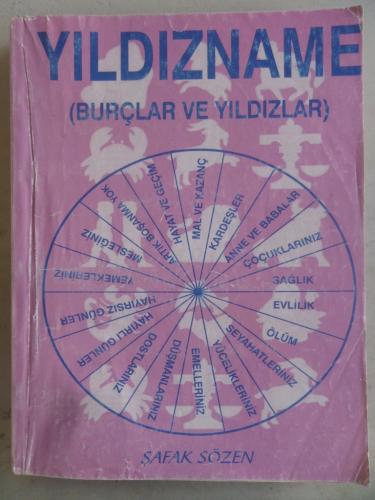 YILDIZNAME
(BURÇLAR VE YILDIZLAR)
HAYAT VE GEÇİM
MAL VE KAZANÇ
KARDEŞLER
ANNE VE BABALAR
ÇOÇUKLARINIZ
SAĞLIK
EVLİLİK
ÖLÜM
SEYAHATLERİNİZ
YÜCELİKLERİNİZ
EMELLERİNİZ
DÜŞMANLARINIZ
DOSTLARINIZ
HAYIRLI GÜNLER
HAYIRSIZ GÜNLER
YEMEKLERİNİZ
MESLEĞİNİZ
ARTIK BOŞANMA YOK
ŞAFAK SÖZEN